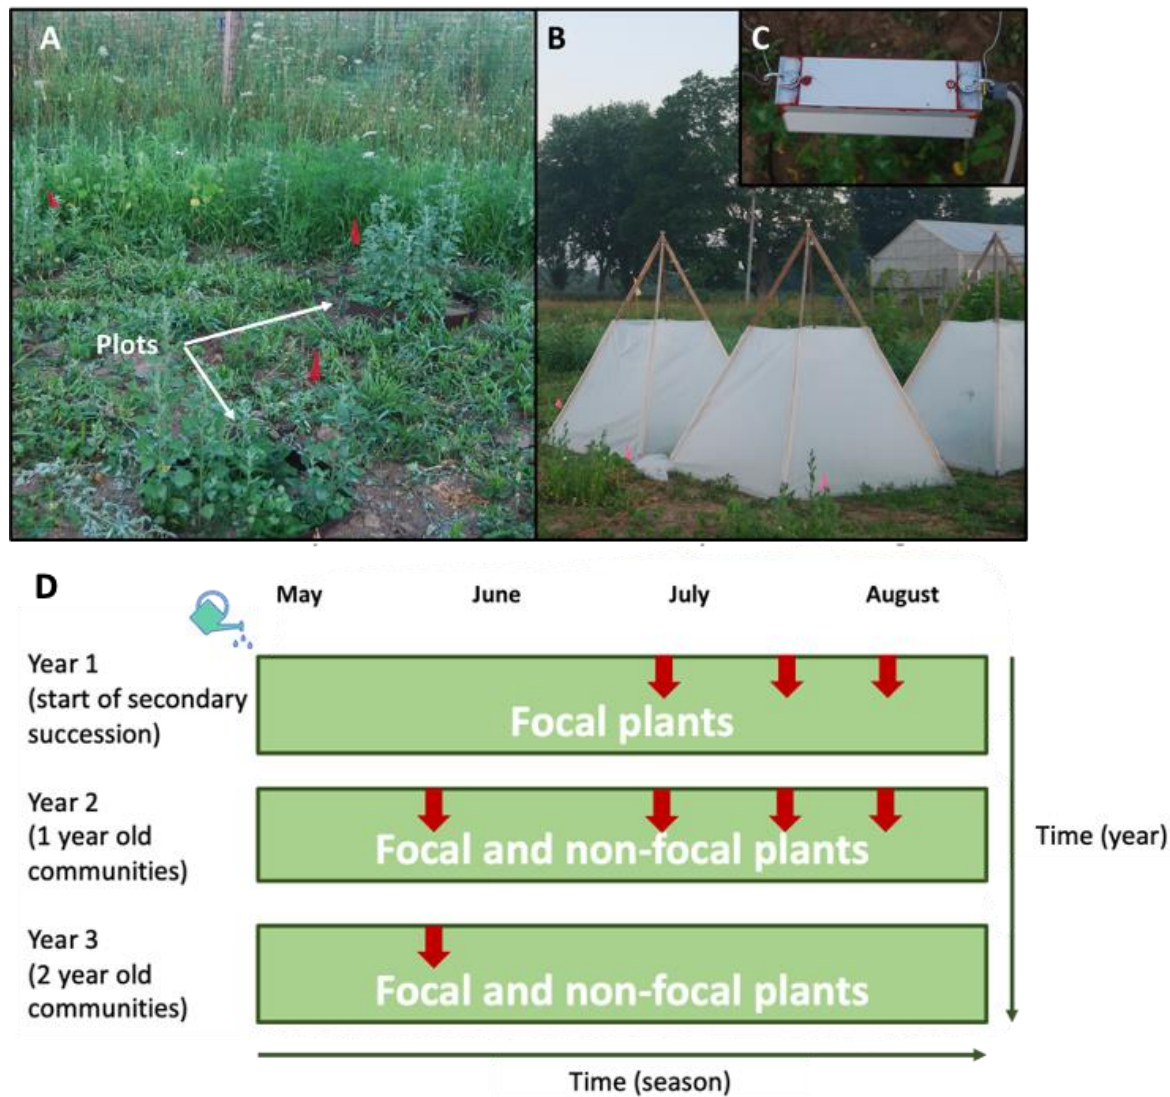 A
B
C
Plots
D
May June July August
Year 1
(start of secondary
succession)
Focal plants
Year 2
(1 year old
communities)
Focal and non-focal plants
Time (year)
Year 3
(2 year old
communities)
Focal and non-focal plants
Time (season)